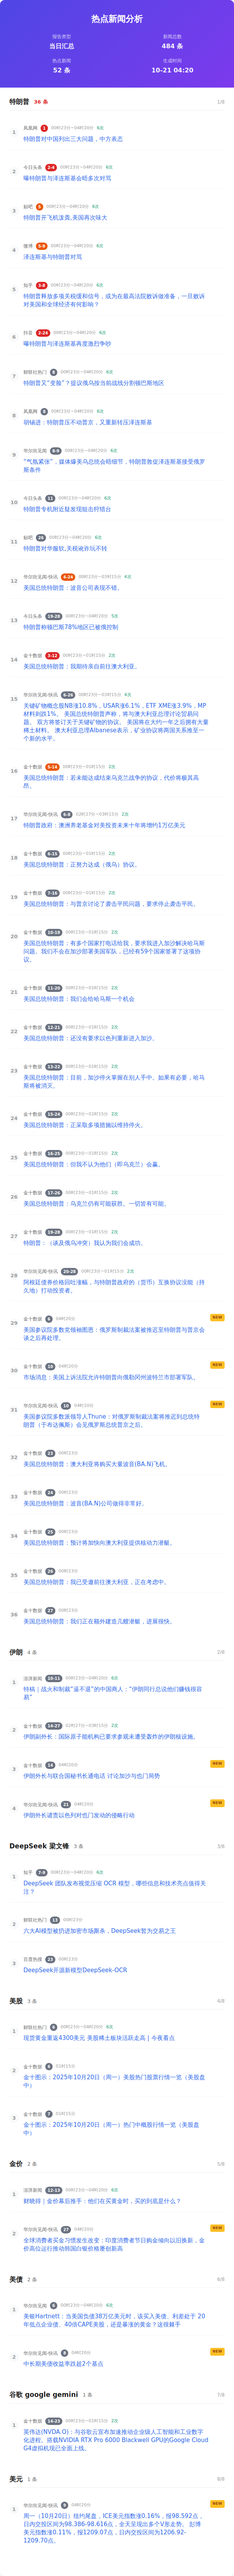 热点新闻分析
报告类型
新闻总数
当日汇总
484 条
热点新闻
生成时间
52 条
10-21 04:20
特朗普 36 条 1/8
1 凤凰网 1 00时23分~04时20分 6次
特朗普对中国列出三大问题，中方表态
2 今日头条 2-4 00时23分~04时20分 6次
曝特朗普与泽连斯基会晤多次对骂
3 贴吧 5 00时23分~04时20分 6次
特朗普开飞机泼粪,美国再次味大
4 微博 5-8 00时23分~04时20分 6次
泽连斯基与特朗普对骂
5 知乎 3-8 00时23分~04时20分 6次
特朗普释放多项关税缓和信号，或为在最高法院败诉做准备，一旦败诉
对美国和全球经济有何影响？
6 抖音 2-24 00时23分~04时20分 6次
曝特朗普与泽连斯基再度激烈争吵
7 财联社热门 6 00时23分~04时20分 6次
特朗普又“变脸”？提议俄乌按当前战线分割顿巴斯地区
8 凤凰网 8 00时23分~04时20分 6次
胡锡进：特朗普压不动普京，又重新转压泽连斯基
9 华尔街见闻 8-9 00时23分~04时20分 6次
“气氛紧张”，媒体爆美乌总统会晤细节，特朗普敦促泽连斯基接受俄罗
斯条件
10 今日头条 11 00时23分~04时20分 6次
特朗普专机附近疑发现狙击狩猎台
11 贴吧 26 00时23分~04时20分 6次
特朗普对华服软,关税讹诈玩不转
12 华尔街见闻-快讯 4-24 00时23分~01时15分 4次
美国总统特朗普：波音公司表现不错。
13 今日头条 19-28 00时23分~04时20分 5次
特朗普称顿巴斯78%地区已被俄控制
14 金十数据 3-12 00时23分~01时15分 2次
美国总统特朗普：我期待亲自前往澳大利亚。
15 华尔街见闻-快讯 6-26 00时23分~01时15分 4次
关键矿物概念股NB涨10.8%，USAR涨6.1%，ETF XME涨3.9%，MP
材料则跌1%。 美国总统特朗普声称，将与澳大利亚总理讨论贸易问
题。 双方将签订关于关键矿物的协议。 美国将在大约一年之后拥有大量
稀土材料。 澳大利亚总理Albanese表示，矿业协议将两国关系推至一
个新的水平。
16 金十数据 5-14 00时23分~01时15分 2次
美国总统特朗普：若未能达成结束乌克兰战争的协议，代价将极其高
昂。
17 华尔街见闻-快讯 6-8 02时27分~03时15分 2次
特朗普政府：澳洲养老基金对美投资未来十年将增约1万亿美元
18 金十数据 6-15 00时23分~01时15分 2次
美国总统特朗普：正努力达成（俄乌）协议。
19 金十数据 7-16 00时23分~01时15分 2次
美国总统特朗普：与普京讨论了袭击平民问题，要求停止袭击平民。
20 金十数据 10-19 00时23分~01时15分 2次
美国总统特朗普：有多个国家打电话给我，要求我进入加沙解决哈马斯
问题。我们不会在加沙部署美国军队，已经有59个国家签署了这项协
议。
21 金十数据 11-20 00时23分~01时15分 2次
美国总统特朗普：我们会给哈马斯一个机会
22 金十数据 12-21 00时23分~01时15分 2次
美国总统特朗普：还没有要求以色列重新进入加沙。
23 金十数据 13-22 00时23分~01时15分 2次
美国总统特朗普：目前，加沙停火掌握在别人手中。如果有必要，哈马
斯将被消灭。
24 金十数据 15-24 00时23分~01时15分 2次
美国总统特朗普：正采取多项措施以维持停火。
25 金十数据 16-25 00时23分~01时15分 2次
美国总统特朗普：但我不认为他们（即乌克兰）会赢。
26 金十数据 17-26 00时23分~01时15分 2次
美国总统特朗普：乌克兰仍有可能获胜。一切皆有可能。
27 金十数据 19-28 00时23分~01时15分 2次
特朗普：（谈及俄乌冲突）我认为我们会成功。
28 华尔街见闻-快讯 20-28 00时23分~01时15分 2次
阿根廷债券价格回吐涨幅，与特朗普政府的（货币）互换协议没能（持
久地）打动投资者。
29 金十数据 6 04时20分 NEW
美国参议院多数党领袖图恩：俄罗斯制裁法案被推迟至特朗普与普京会
谈之后再处理。
30 金十数据 10 04时20分 NEW
市场消息：美国上诉法院允许特朗普向俄勒冈州波特兰市部署军队。
31 华尔街见闻-快讯 10 04时20分 NEW
美国参议院多数派领导人Thune：对俄罗斯制裁法案将推迟到总统特
朗普（于布达佩斯）会见俄罗斯总统普京之后。
32 金十数据 23 00时23分
美国总统特朗普：澳大利亚将购买大量波音(BA.N)飞机。
33 金十数据 24 00时23分
美国总统特朗普：波音(BA.N)公司做得非常好。
34 金十数据 25 00时23分
美国总统特朗普：预计将加快向澳大利亚提供核动力潜艇。
35 金十数据 26 00时23分
美国总统特朗普：我已受邀前往澳大利亚，正在考虑中。
36 金十数据 27 00时23分
美国总统特朗普：我们正在额外建造几艘潜艇，进展很快。
伊朗 4 条 2/8
1 澎湃新闻 10-11 00时23分~04时20分 6次
特稿｜战火和制裁“逼不退”的中国商人：“伊朗同行总说他们赚钱很容
易”
2 金十数据 14-27 02时27分~03时15分 2次
伊朗副外长：国际原子能机构已要求参观未遭受轰炸的伊朗核设施。
3 金十数据 14 04时20分 NEW
伊朗外长与联合国秘书长通电话 讨论加沙与也门局势
4 华尔街见闻-快讯 21 04时20分 NEW
伊朗外长谴责以色列对也门发动的侵略行动
DeepSeek 梁文锋 3 条 3/8
1 知乎 7-9 00时23分~04时20分 6次
DeepSeek 团队发布视觉压缩 OCR 模型，哪些信息和技术亮点值得关
注？
2 财联社热门 13 00时23分
六大AI模型被扔进加密市场厮杀，DeepSeek暂为交易之王
3 百度热搜 23 00时23分
DeepSeek开源新模型DeepSeek-OCR
美股 3 条 4/8
1 财联社热门 4 00时23分~04时20分 6次
现货黄金重返4300美元 美股稀土板块活跃走高 | 今夜看点
2 金十数据 6 01时15分
金十图示：2025年10月20日（周一）美股热门股票行情一览（美股盘
中）
3 金十数据 7 01时15分
金十图示：2025年10月20日（周一）热门中概股行情一览（美股盘
中）
金价 2 条 5/8
1 澎湃新闻 12-13 00时23分~04时20分 6次
财晓得｜金价幕后推手：他们在买黄金时，买的到底是什么？
2 华尔街见闻-快讯 27 04时20分 NEW
全球消费者买金习惯发生改变：印度消费者节日购金倾向以旧换新，金
价高位运行推动韩国白银价格屡创新高
美债 2 条 6/8
1 华尔街见闻 6 00时23分~04时20分 6次
美银Hartnett：当美国负债38万亿美元时，该买入美债、利差处于 20
年低点企业债、40倍CAPE美股，还是暴涨的黄金？这很棘手
2 华尔街见闻-快讯 8 04时20分 NEW
中长期美债收益率跌超2个基点
谷歌 google gemini 1 条 7/8
1 金十数据 14-23 00时23分~01时15分 2次
英伟达(NVDA.O)：与谷歌云宣布加速推动企业级人工智能和工业数字
化进程。搭载NVIDIA RTX Pro 6000 Blackwell GPU的Google Cloud
G4虚拟机现已全面上线。
美元 1 条 8/8
1 华尔街见闻-快讯 9 04时20分 NEW
周一（10月20日）纽约尾盘，ICE美元指数涨0.16%，报98.592点，
日内交投区间为98.386-98.616点，全天呈现出多个V形走势。 彭博
美元指数涨0.11%，报1209.07点，日内交投区间为1206.92-
1209.70点。